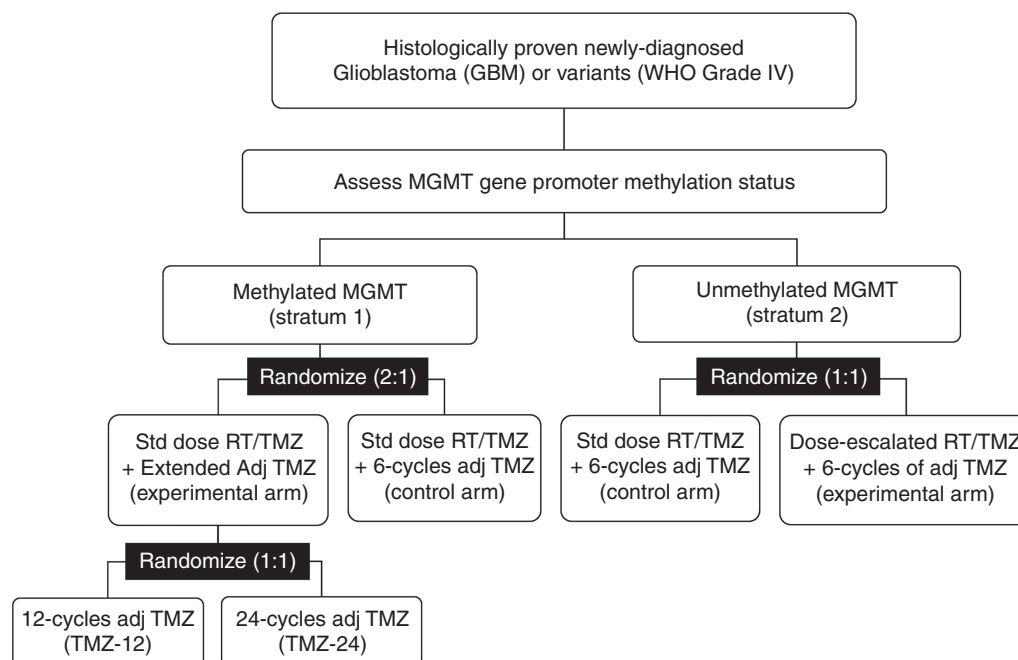 Histologically proven newly-diagnosed
Glioblastoma (GBM) or variants (WHO Grade IV)
Assess MGMT gene promoter methylation status
Methylated MGMT
(stratum 1)
Unmethylated MGMT
(stratum 2)
Randomize (2:1)
Randomize (1:1)
Std dose RT/TMZ
+ Extended Adj TMZ
(experimental arm)
Std dose RT/TMZ
+ 6-cycles adj TMZ
(control arm)
Std dose RT/TMZ
+ 6-cycles adj TMZ
(control arm)
Dose-escalated RT/TMZ
+ 6-cycles of adj TMZ
(experimental arm)
Randomize (1:1)
12-cycles adj TMZ
(TMZ-12)
24-cycles adj TMZ
(TMZ-24)